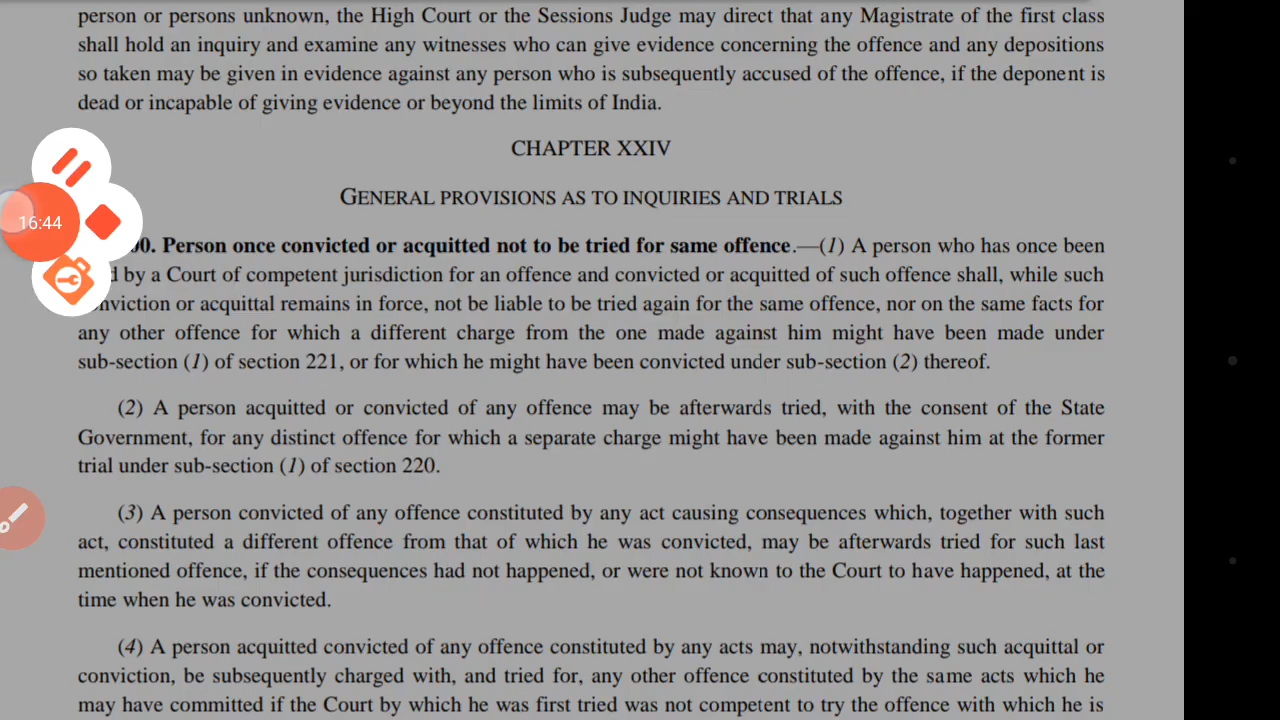 person or persons unknown, the High Court or the Sessions Judge may direct that any Magistrate of the first class
shall hold an inquiry and examine any witnesses who can give evidence concerning the offence and any depositions
so taken may be given in evidence against any person who is subsequently accused of the offence, if the deponent is
dead or incapable of giving evidence or beyond the limits of India.
CHAPTER XXIV
GENERAL PROVISIONS AS TO INQUIRIES AND TRIALS
16:44
00. Person once convicted or acquitted not to be tried for same offence.—(1) A person who has once been
by a Court of competent jurisdiction for an offence and convicted or acquitted of such offence shall, while such
conviction or acquittal remains in force, not be liable to be tried again for the same offence, nor on the same facts for
any other offence for which a different charge from the one made against him might have been made under
sub-section (1) of section 221, or for which he might have been convicted under sub-section (2) thereof.
(2) A person acquitted or convicted of any offence may be afterwards tried, with the consent of the State
Government, for any distinct offence for which a separate charge might have been made against him at the former
trial under sub-section (1) of section 220.
(3) A person convicted of any offence constituted by any act causing consequences which, together with such
act, constituted a different offence from that of which he was convicted, may be afterwards tried for such last
mentioned offence, if the consequences had not happened, or were not known to the Court to have happened, at the
time when he was convicted.
(4) A person acquitted convicted of any offence constituted by any acts may, notwithstanding such acquittal or
conviction, be subsequently charged with, and tried for, any other offence constituted by the same acts which he
may have committed if the Court by which he was first tried was not competent to try the offence with which he is